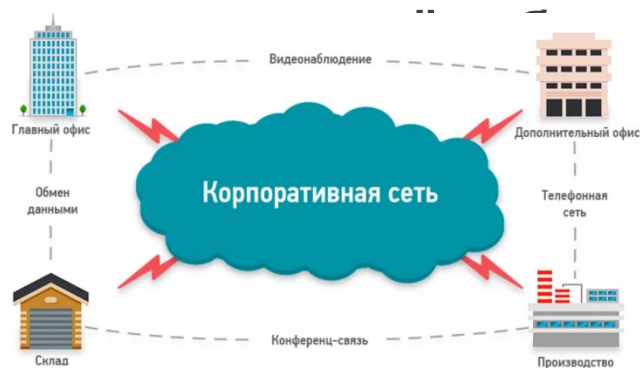 Видеонаблюдение
Главный офис
Дополнительный офис
Корпоративная сеть
Обмен
данными
Телефонная
сеть
Конференц-связь
Склад
Производство